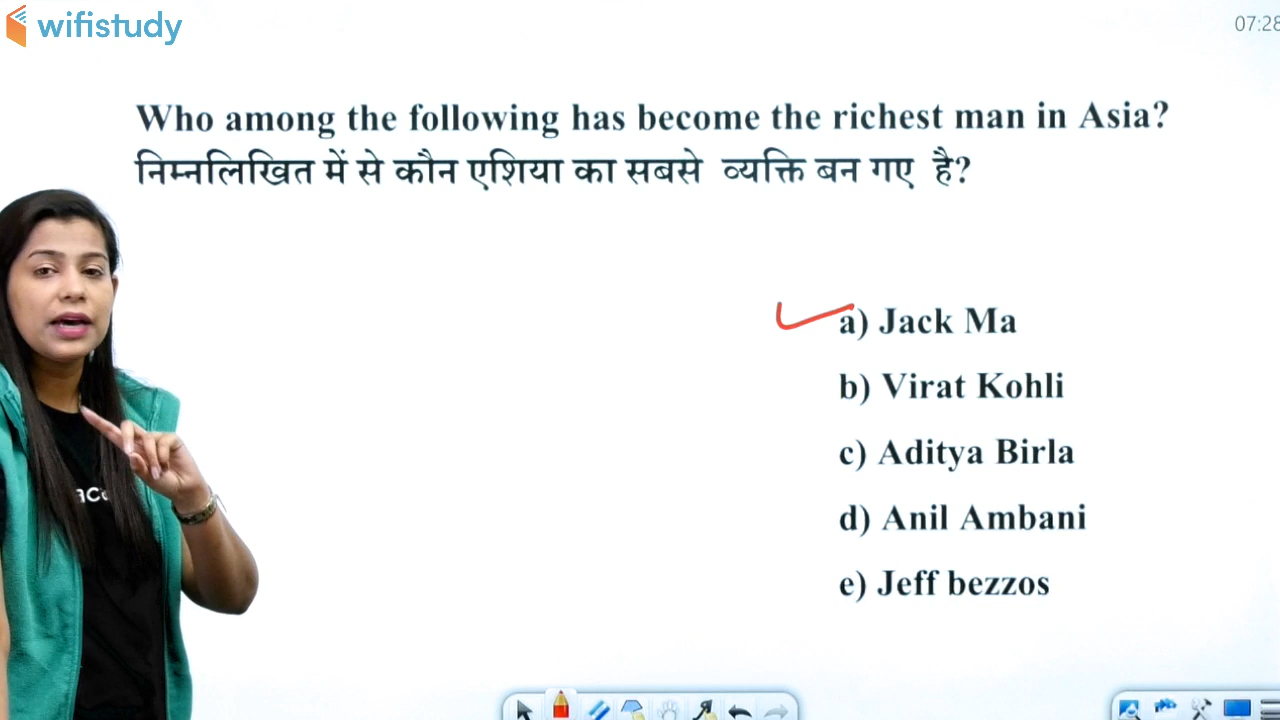 wifistudy
07:28
Who among the following has become the richest man in Asia?
निम्नलिखित में से कौन एशिया का सबसे व्यक्ति बन गए है?
a) Jack Ma
b) Virat Kohli
c) Aditya Birla
d) Anil Ambani
e) Jeff bezzos